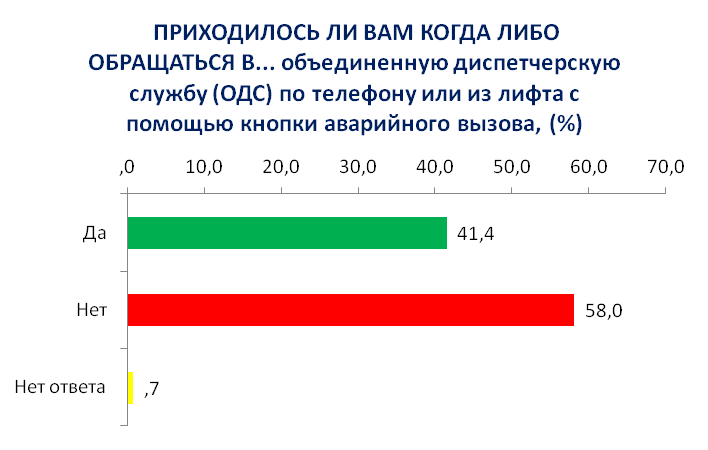 ПРИХОДИЛОСЬ ЛИ ВАМ КОГДА ЛИБО
ОБРАЩАТЬСЯ В... объединенную диспетчерскую
службу (ОДС) по телефону или из лифта с
помощью кнопки аварийного вызова, (%)
,0 10,0 20,0 30,0 40,0 50,0 60,0 70,0
Да 41,4
Нет 58,0
Нет ответа ,7